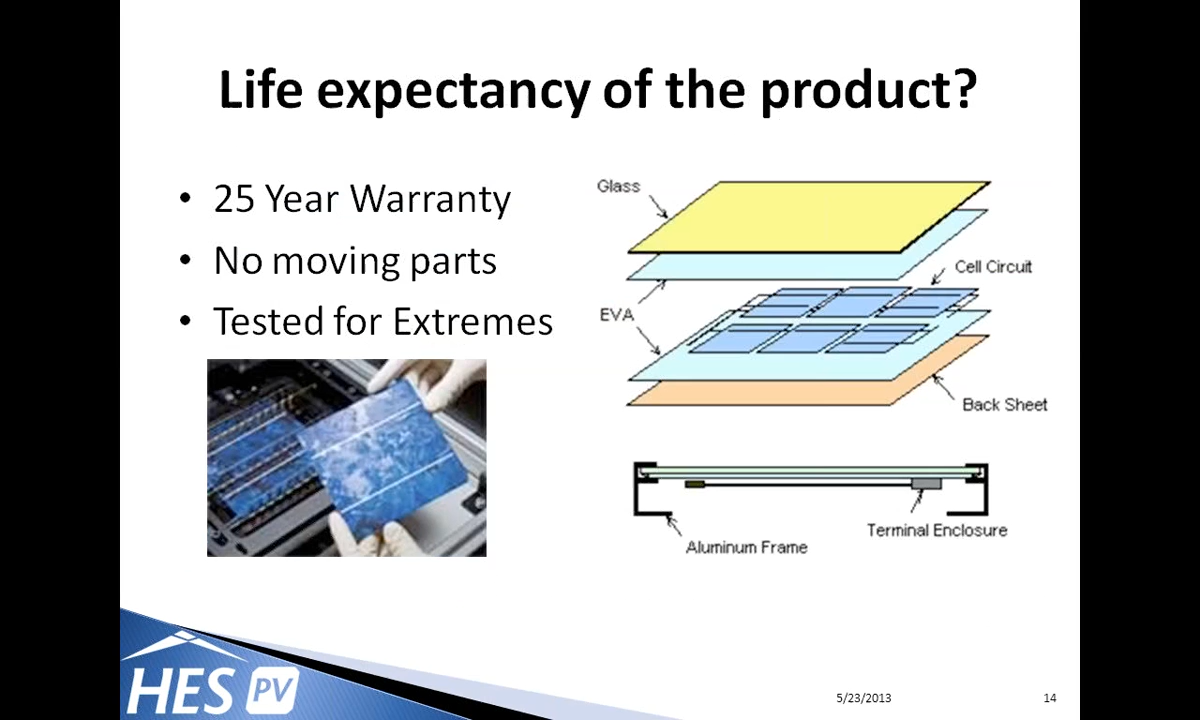 Life expectancy of the product?
• 25 Year Warranty
• No moving parts
• Tested for Extremes
Glass
Cell Circuit
EVA
Back Sheet
Terminal Enclosure
Aluminum Frame
HES PV
5/23/2013
14